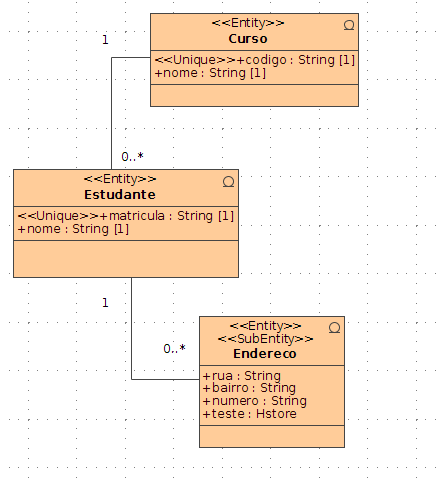 <<Entity>>
Curso
<<Unique>>+codigo : String [1]
+nome : String [1]
1
0..*
<<Entity>>
Estudante
<<Unique>>+matricula : String [1]
+nome : String [1]
1
0..*
<<Entity>>
<<SubEntity>>
Endereco
+rua : String
+bairro : String
+numero : String
+teste : Hstore